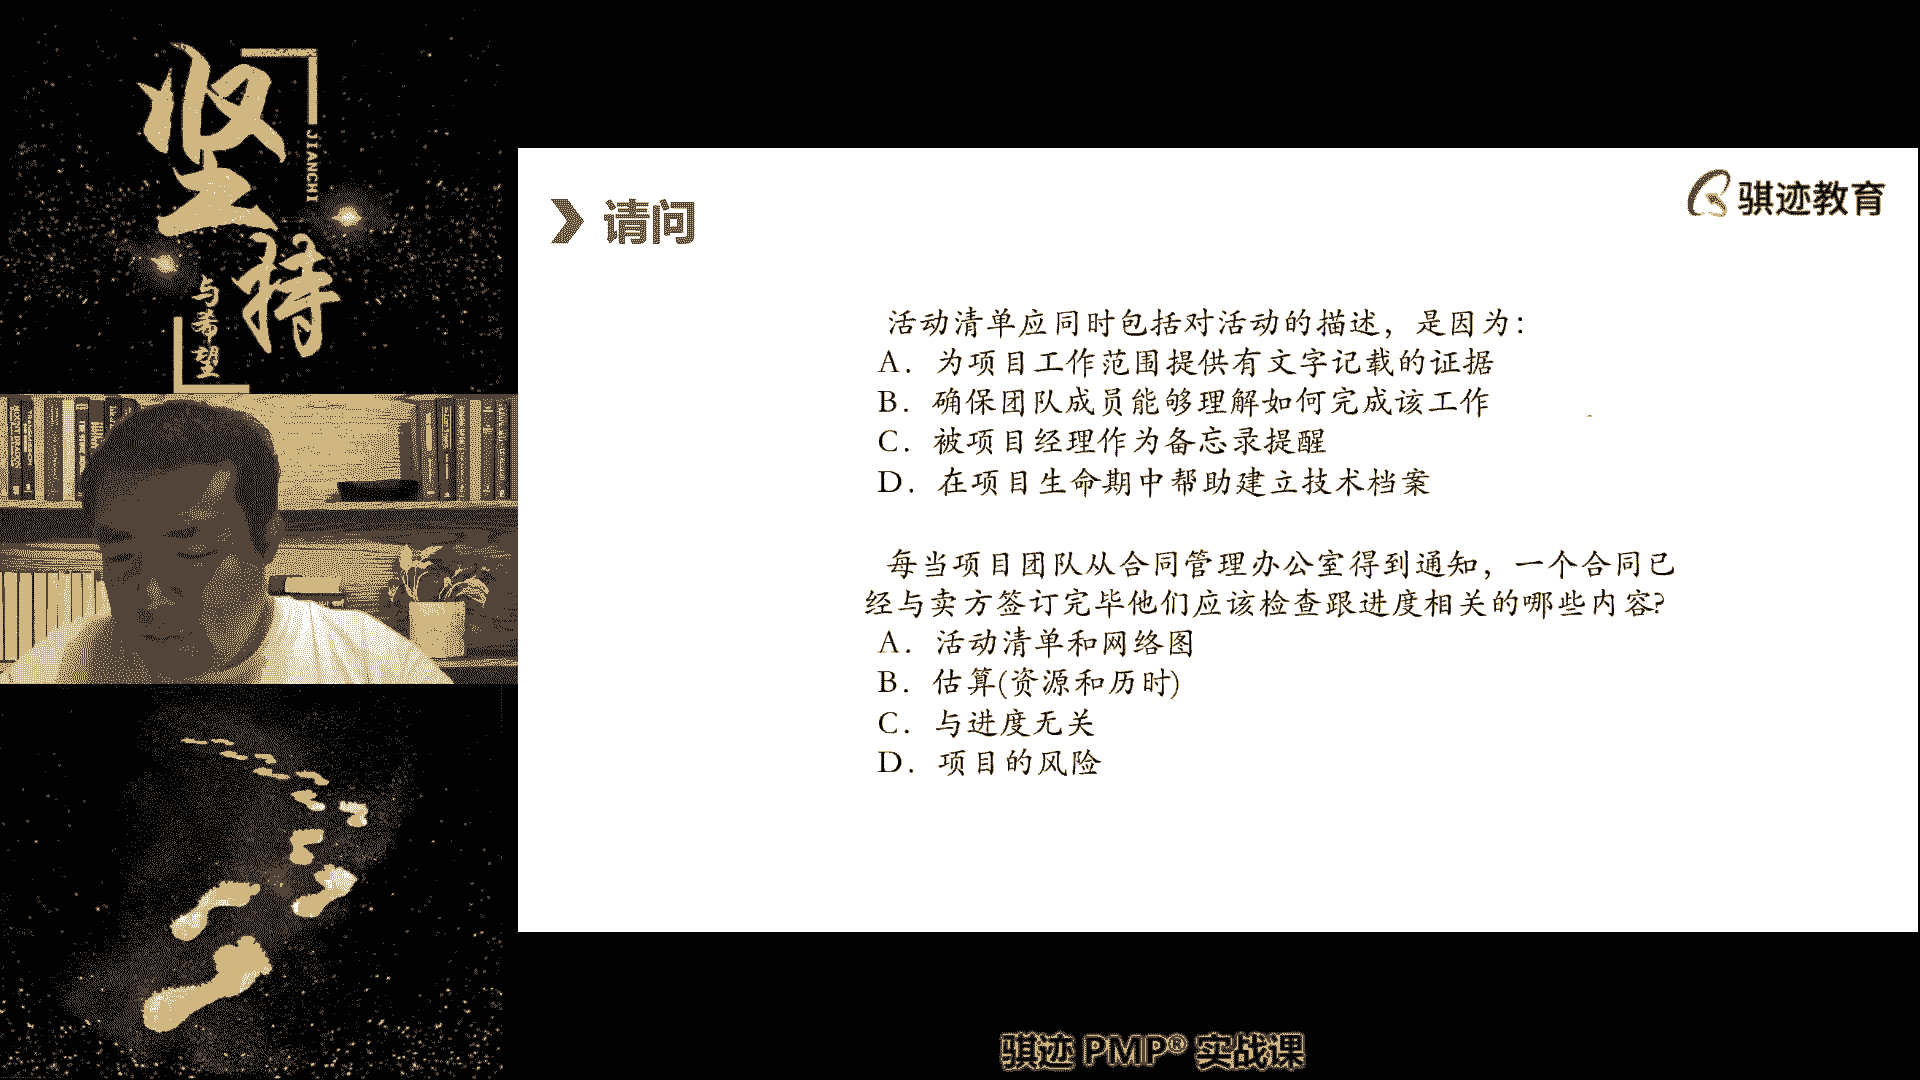 坚持
JIANCHI
与希望
骐迹教育
请问
活动清单应同时包括对活动的描述，是因为：
A. 为项目工作范围提供有文字记载的证据
B. 确保团队成员能够理解如何完成该工作
C. 被项目经理作为备忘录提醒
D. 在项目生命期中帮助建立技术档案
每当项目团队从合同管理办公室得到通知，一个合同已
经与卖方签订完毕他们应该检查跟进度相关的哪些内容?
A. 活动清单和网络图
B. 估算(资源和历时)
C. 与进度无关
D. 项目的风险
骐迹 PMP® 实战课